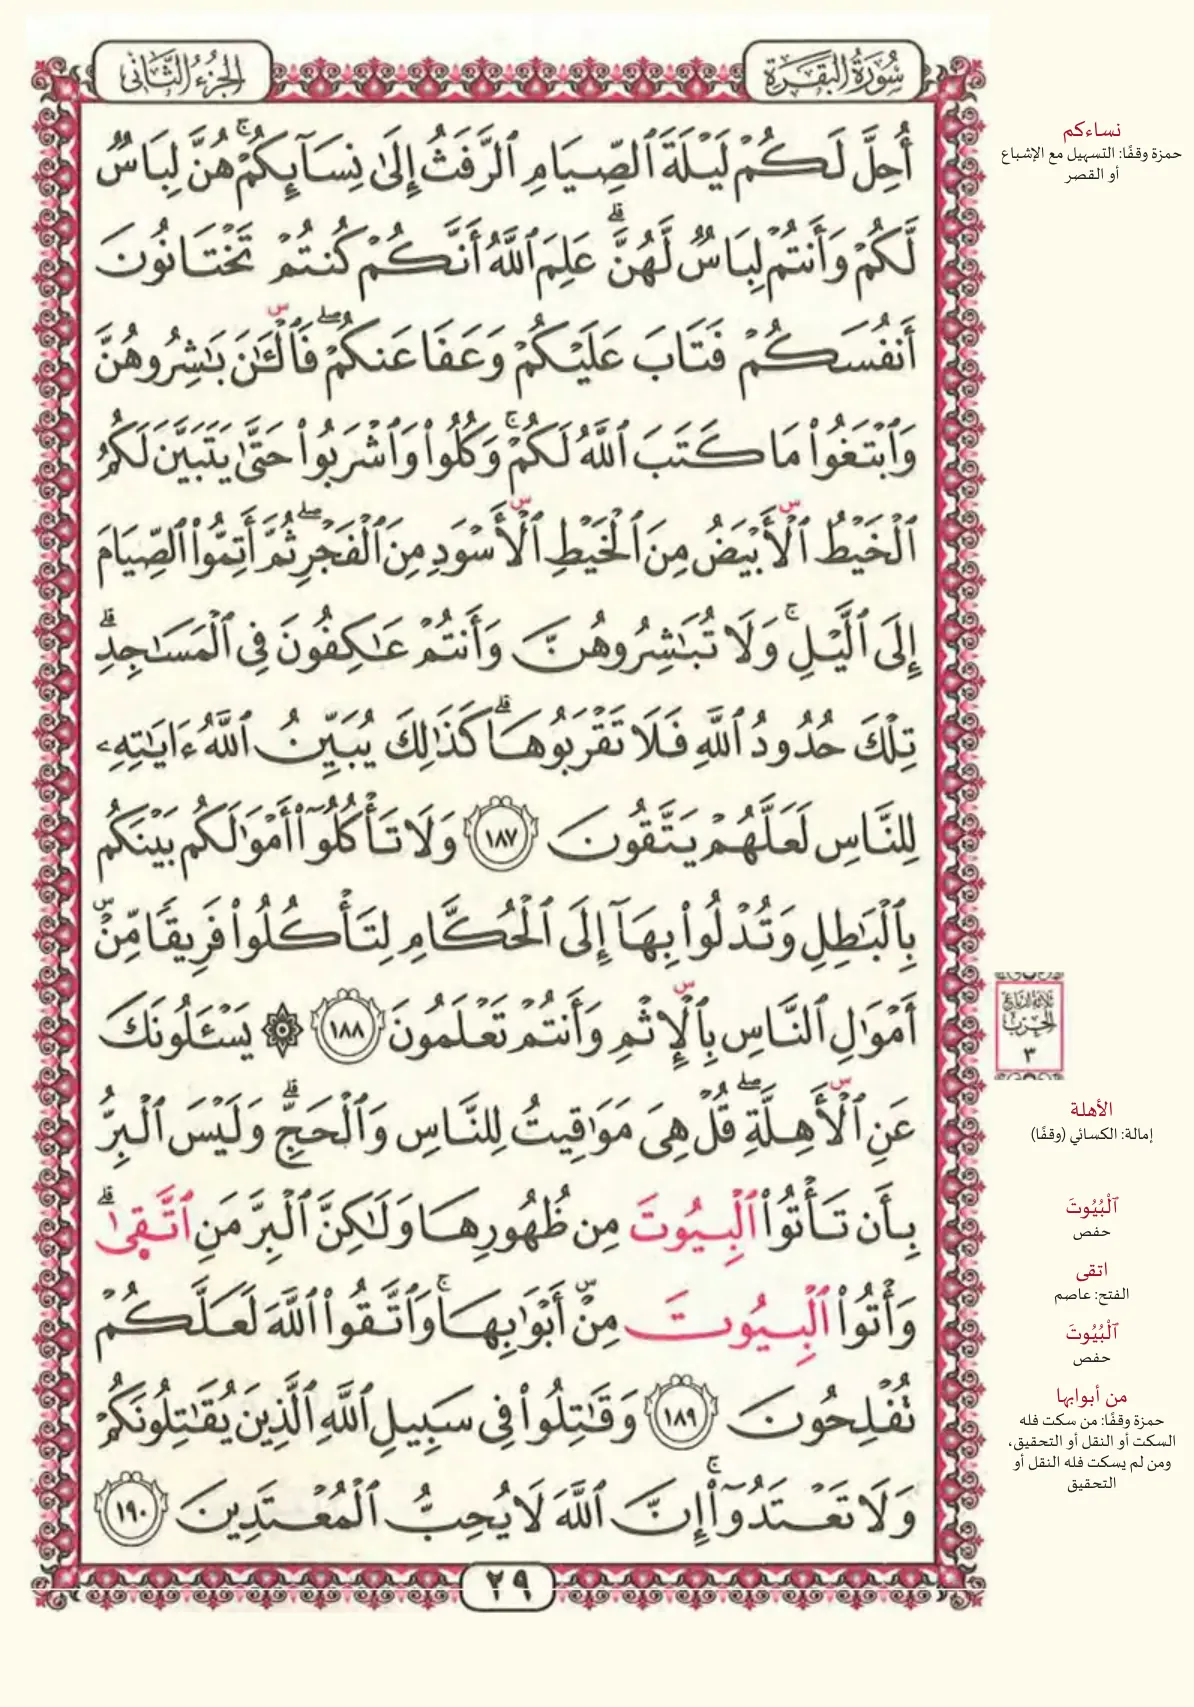 سُورَةُ البَقَرَةِ
الجُزْءُ الثَّانِي
أُحِلَّ لَكُمْ لَيْلَةَ ٱلصِّيَامِ ٱلرَّفَثُ إِلَىٰ نِسَآئِكُمْ ۚ هُنَّ لِبَاسٌ
لَّكُمْ وَأَنتُمْ لِبَاسٌ لَّهُنَّ ۗ عَلِمَ ٱللَّهُ أَنَّكُمْ كُنتُمْ تَخْتَانُونَ
أَنفُسَكُمْ فَتَابَ عَلَيْكُمْ وَعَفَا عَنكُمْ ۖ فَٱلْـَٰٔنَ بَـٰشِرُوهُنَّ
وَٱبْتَغُوا۟ مَا كَتَبَ ٱللَّهُ لَكُمْ ۚ وَكُلُوا۟ وَٱشْرَبُوا۟ حَتَّىٰ يَتَبَيَّنَ لَكُمُ
ٱلْخَيْطُ ٱلْأَبْيَضُ مِنَ ٱلْخَيْطِ ٱلْأَسْوَدِ مِنَ ٱلْفَجْرِ ۖ ثُمَّ أَتِمُّوا۟ ٱلصِّيَامَ
إِلَى ٱلَّيْلِ ۚ وَلَا تُبَـٰشِرُوهُنَّ وَأَنتُمْ عَـٰكِفُونَ فِى ٱلْمَسَـٰجِدِ ۗ
تِلْكَ حُدُودُ ٱللَّهِ فَلَا تَقْرَبُوهَا ۗ كَذَٰلِكَ يُبَيِّنُ ٱللَّهُ ءَايَـٰتِهِۦ
لِلنَّاسِ لَعَلَّهُمْ يَتَّقُونَ ١٨٧ وَلَا تَأْكُلُوٓا۟ أَمْوَٰلَكُم بَيْنَكُم
بِٱلْبَـٰطِلِ وَتُدْلُوا۟ بِهَآ إِلَى ٱلْحُكَّامِ لِتَأْكُلُوا۟ فَرِيقًا مِّنْ
أَمْوَٰلِ ٱلنَّاسِ بِٱلْإِثْمِ وَأَنتُمْ تَعْلَمُونَ ١٨٨ ۞ يَسْـَٔلُونَكَ
عَنِ ٱلْأَهِلَّةِ ۖ قُلْ هِىَ مَوَٰقِيتُ لِلنَّاسِ وَٱلْحَجِّ ۗ وَلَيْسَ ٱلْبِرُّ
بِأَن تَأْتُوا۟ ٱلْبِيُوتَ مِن ظُهُورِهَا وَلَـٰكِنَّ ٱلْبِرَّ مَنِ ٱتَّقَىٰ ۗ
وَأْتُوا۟ ٱلْبِيُوتَ مِنْ أَبْوَٰبِهَا ۚ وَٱتَّقُوا۟ ٱللَّهَ لَعَلَّكُمْ
تُفْلِحُونَ ١٨٩ وَقَـٰتِلُوا۟ فِى سَبِيلِ ٱللَّهِ ٱلَّذِينَ يُقَـٰتِلُونَكُمْ
وَلَا تَعْتَدُوٓا۟ ۚ إِنَّ ٱللَّهَ لَا يُحِبُّ ٱلْمُعْتَدِينَ ١٩٠
٢٩
نساءكم
حمزة وقفًا: التسهيل مع الإشباع
أو القصر
ثلاثة أرباع
الحزب
٣
الأهلة
إمالة: الكسائي (وقفًا)
ٱلْبُيُوتَ
حفص
اتقى
الفتح: عاصم
ٱلْبُيُوتَ
حفص
من أبوابها
حمزة وقفًا: من سكت فله
السكت أو النقل أو التحقيق،
ومن لم يسكت فله النقل أو
التحقيق